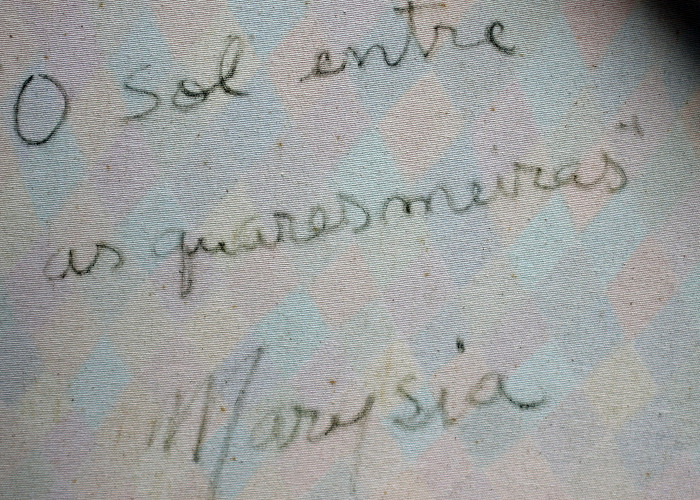 O sol entre
as quaresmeiras"
Marysia